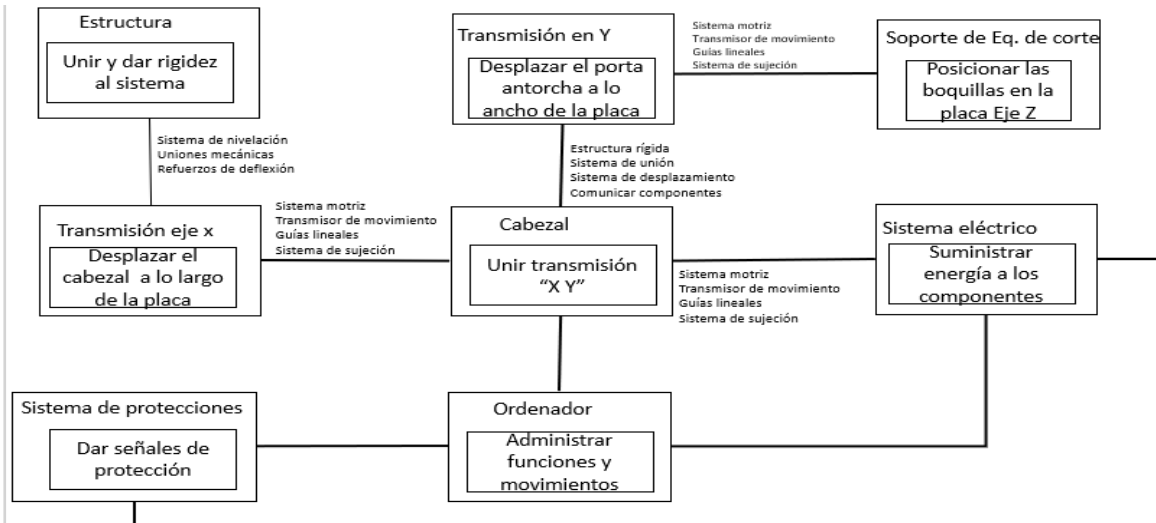 Estructura
Unir y dar rigidez
al sistema
Transmisión en Y
Desplazar el porta
antorcha a lo
ancho de la placa
Sistema motriz
Transmisor de movimiento
Guías lineales
Sistema de sujeción
Soporte de Eq. de corte
Posicionar las
boquillas en la
placa Eje Z
Sistema de nivelación
Uniones mecánicas
Refuerzos de deflexión
Estructura rígida
Sistema de unión
Sistema de desplazamiento
Comunicar componentes
Transmisión eje x
Desplazar el
cabezal a lo largo
de la placa
Sistema motriz
Transmisor de movimiento
Guías lineales
Sistema de sujeción
Cabezal
Unir transmisión
“X Y”
Sistema motriz
Transmisor de movimiento
Guías lineales
Sistema de sujeción
Sistema eléctrico
Suministrar
energía a los
componentes
Sistema de protecciones
Dar señales de
protección
Ordenador
Administrar
funciones y
movimientos